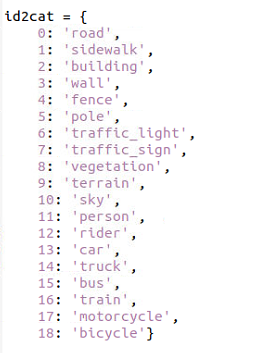 id2cat = {
    0: 'road',
    1: 'sidewalk',
    2: 'building',
    3: 'wall',
    4: 'fence',
    5: 'pole',
    6: 'traffic_light',
    7: 'traffic_sign',
    8: 'vegetation',
    9: 'terrain',
    10: 'sky',
    11: 'person',
    12: 'rider',
    13: 'car',
    14: 'truck',
    15: 'bus',
    16: 'train',
    17: 'motorcycle',
    18: 'bicycle'}